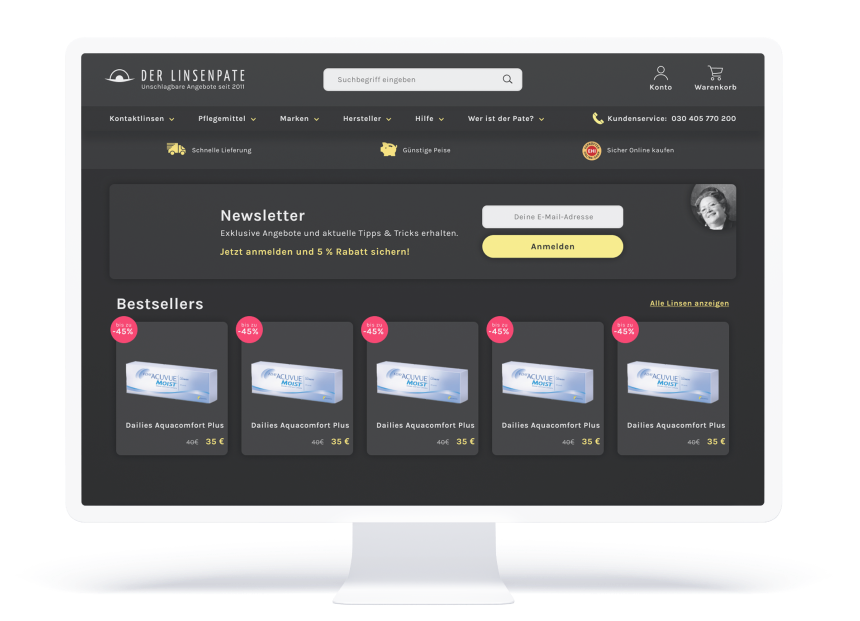 DER LINSENPATE
Unschlagbare Angebote seit 2011
Suchbegriff eingeben
Konto
Warenkorb
Kontaktlinsen
Pflegemittel
Marken
Hersteller
Hilfe
Wer ist der Pate?
Kundenservice: 030 405 770 200
Schnelle Lieferung
Günstige Peise
EHI
Sicher Online kaufen
Newsletter
Exklusive Angebote und aktuelle Tipps & Tricks erhalten.
Jetzt anmelden und 5 % Rabatt sichern!
Deine E-Mail-Adresse
Anmelden
Bestsellers
Alle Linsen anzeigen
bis zu
-45%
ACUVUE
MOIST
Dailies Aquacomfort Plus
40€ 35 €
bis zu
-45%
ACUVUE
MOIST
Dailies Aquacomfort Plus
40€ 35 €
bis zu
-45%
ACUVUE
MOIST
Dailies Aquacomfort Plus
40€ 35 €
bis zu
-45%
ACUVUE
MOIST
Dailies Aquacomfort Plus
40€ 35 €
bis zu
-45%
ACUVUE
MOIST
Dailies Aquacomfort Plus
40€ 35 €